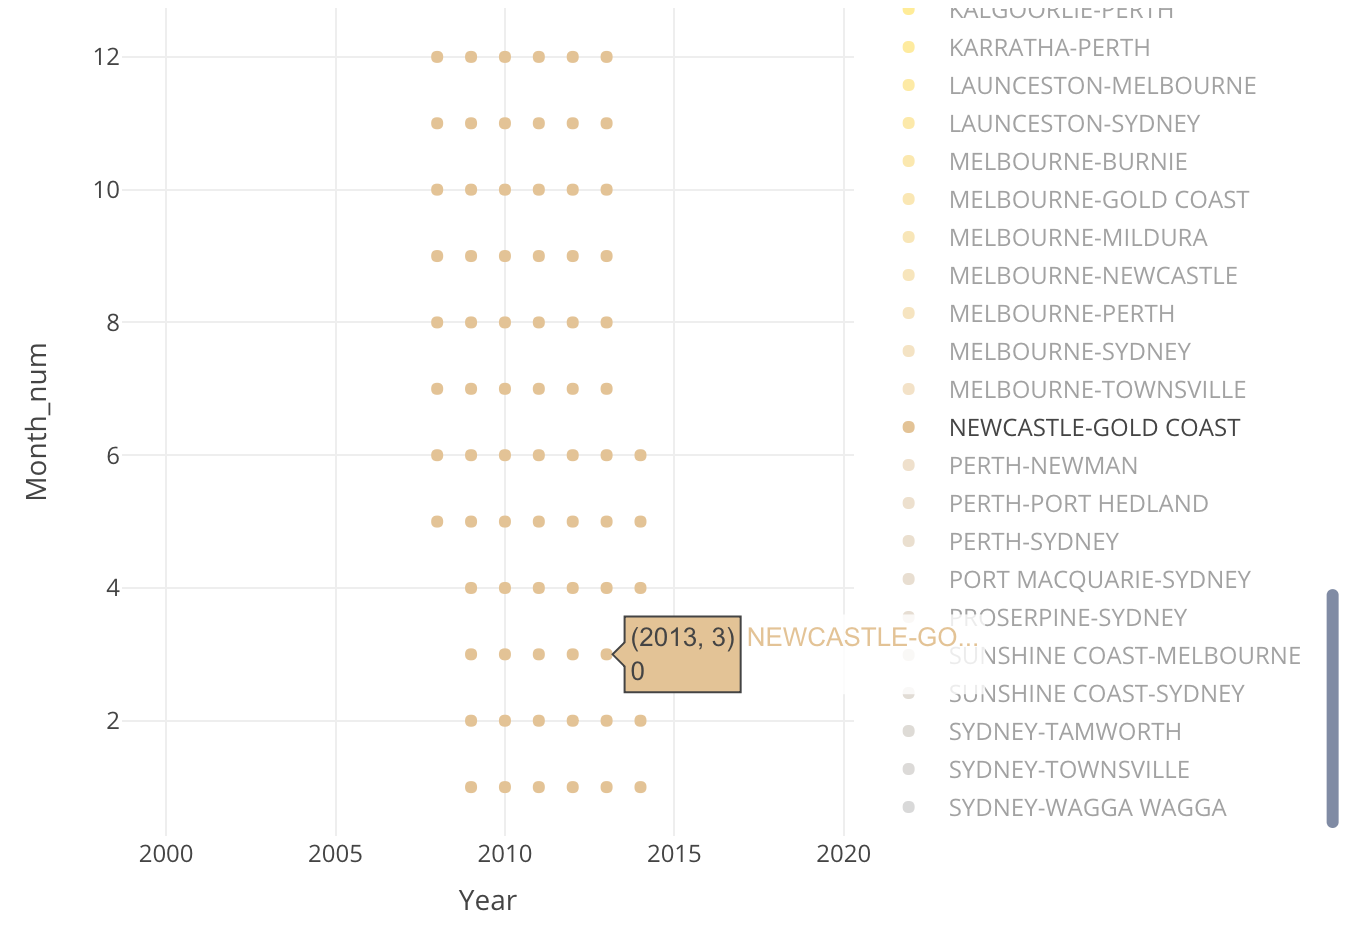 12
10
8
6
4
2
Month_num
2000 2005 2010 2015 2020
Year
(2013, 3)
0
NEWCASTLE-GO...
KALGOORLIE-PERTH
KARRATHA-PERTH
LAUNCESTON-MELBOURNE
LAUNCESTON-SYDNEY
MELBOURNE-BURNIE
MELBOURNE-GOLD COAST
MELBOURNE-MILDURA
MELBOURNE-NEWCASTLE
MELBOURNE-PERTH
MELBOURNE-SYDNEY
MELBOURNE-TOWNSVILLE
NEWCASTLE-GOLD COAST
PERTH-NEWMAN
PERTH-PORT HEDLAND
PERTH-SYDNEY
PORT MACQUARIE-SYDNEY
PROSERPINE-SYDNEY
SUNSHINE COAST-MELBOURNE
SUNSHINE COAST-SYDNEY
SYDNEY-TAMWORTH
SYDNEY-TOWNSVILLE
SYDNEY-WAGGA WAGGA